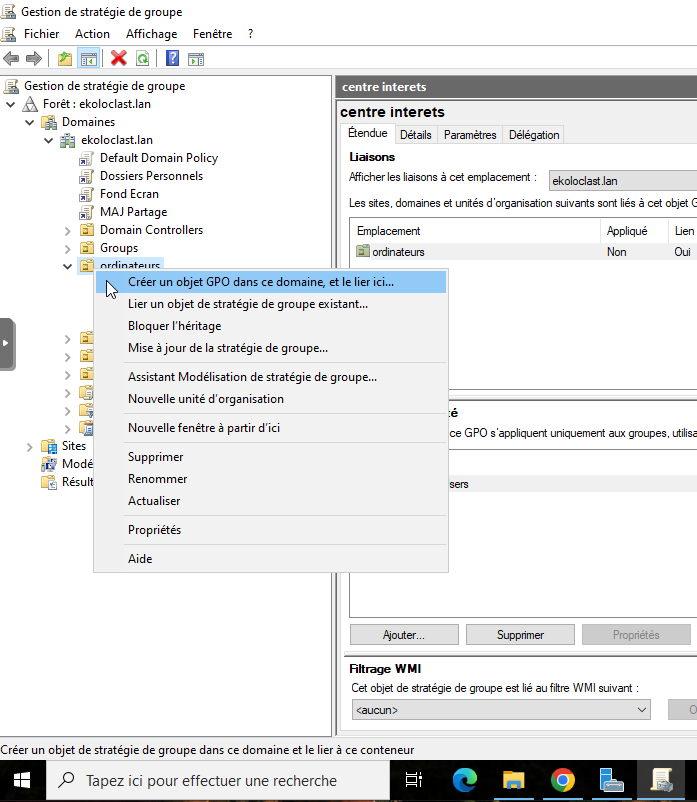 Gestion de stratégie de groupe
Fichier Action Affichage Fenêtre ?
Gestion de stratégie de groupe
Forêt : ekoloclast.lan
Domaines
ekoloclast.lan
Default Domain Policy
Dossiers Personnels
Fond Ecran
MAJ Partage
Domain Controllers
Groups
ordinateurs
Créer un objet GPO dans ce domaine, et le lier ici...
Lier un objet de stratégie de groupe existant...
Bloquer l'héritage
Mise à jour de la stratégie de groupe...
Assistant Modélisation de stratégie de groupe...
Nouvelle unité d'organisation
Nouvelle fenêtre à partir d'ici
Supprimer
Renommer
Actualiser
Propriétés
Aide
Sites
Modé
Résult
centre interets
centre interets
Étendue Détails Paramètres Délégation
Liaisons
Afficher les liaisons à cet emplacement : ekoloclast.lan
Les sites, domaines et unités d'organisation suivants sont liés à cet objet G
Emplacement Appliqué Lien
ordinateurs Non Oui
té
ce GPO s'appliquent uniquement aux groupes, utilisa
sers
Ajouter... Supprimer Propriétés
Filtrage WMI
Cet objet de stratégie de groupe est lié au filtre WMI suivant :
<aucun> O
Créer un objet de stratégie de groupe dans ce domaine et le lier à ce conteneur
Tapez ici pour effectuer une recherche